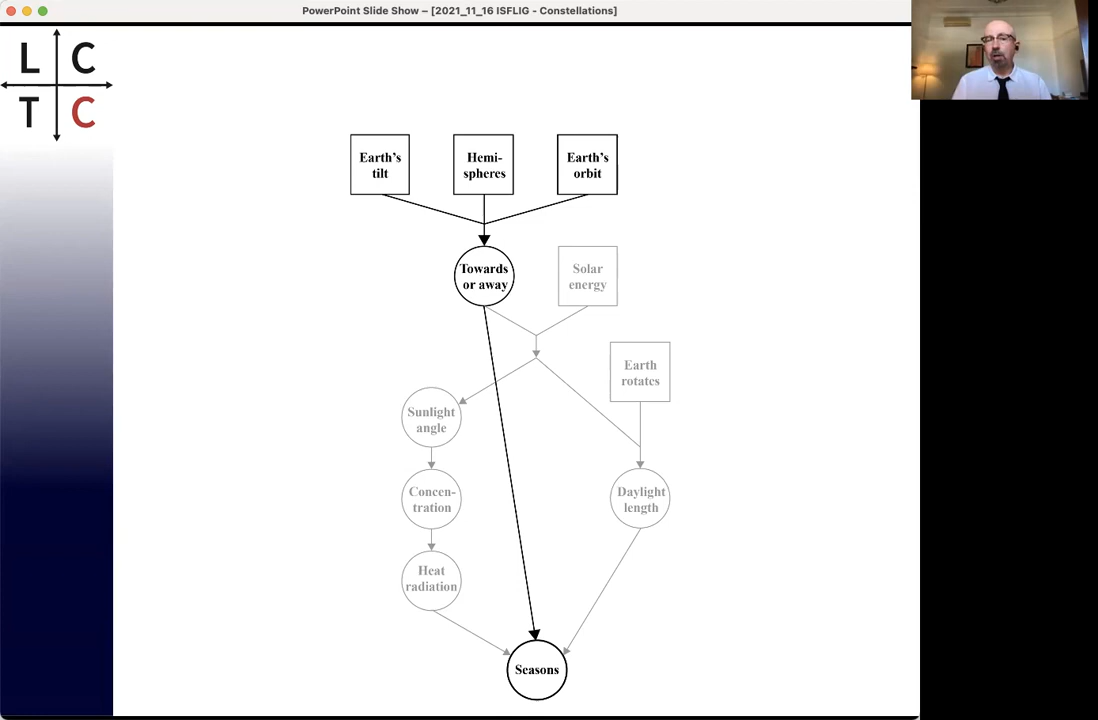 PowerPoint Slide Show – [2021_11_16 ISFLIG - Constellations]
L C
T C
Earth's
tilt
Hemi-
spheres
Earth's
orbit
Towards
or away
Solar
energy
Earth
rotates
Sunlight
angle
Concen-
tration
Daylight
length
Heat
radiation
Seasons